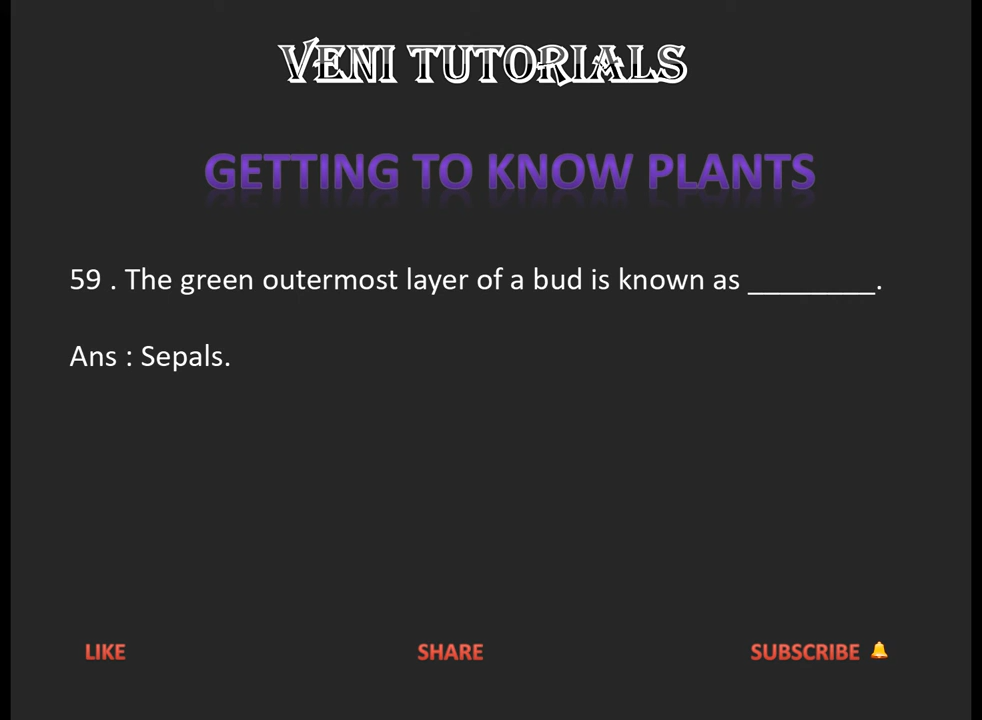 VENI TUTORIALS
GETTING TO KNOW PLANTS
59 . The green outermost layer of a bud is known as ________.
Ans : Sepals.
LIKE SHARE SUBSCRIBE 🔔